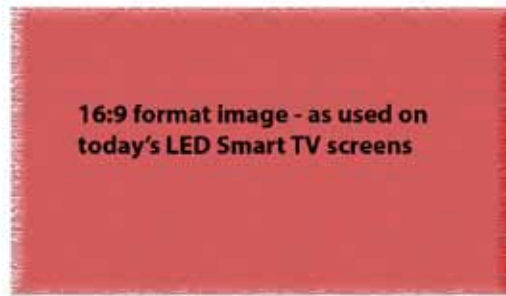 16:9 format image - as used on
today's LED Smart TV screens